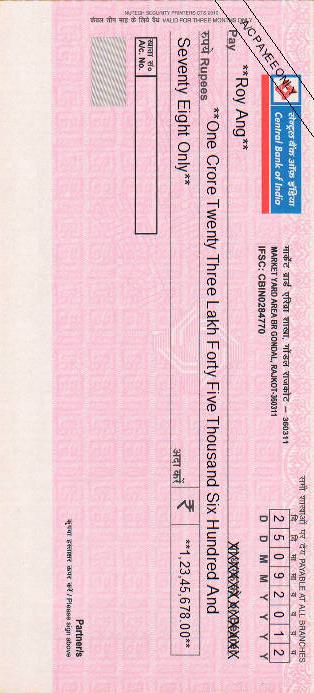 NUTECH SECURITY PRINTERS CTS 2010
केवल तीन माह के लिये वैध VALID FOR THREE MONTHS ONLY
A/C PAYEE ONLY
सेन्ट्रल बैंक ऑफ इंडिया
Central Bank of India
मार्केट यार्ड एरिया शाखा, गोंडल राजकोट – 360311
MARKET YARD AREA BR GONDAL, RAJKOT-360311
IFSC: CBIN0284770
सभी शाखाओं पर देय PAYABLE AT ALL BRANCHES
दि दि मा मा व व व व
2 5 0 9 2 0 1 2
D D M M Y Y Y Y
Pay **Roy Ang**
रुपये Rupees **One Crore Twenty Three Lakh Forty Five Thousand Six Hundred And
Seventy Eight Only**
अदा करें ₹ **1,23,45,678.00**
खाता सं०
A/c. No.
Partner/s
कृपया हस्ताक्षर ऊपर करें / Please sign above